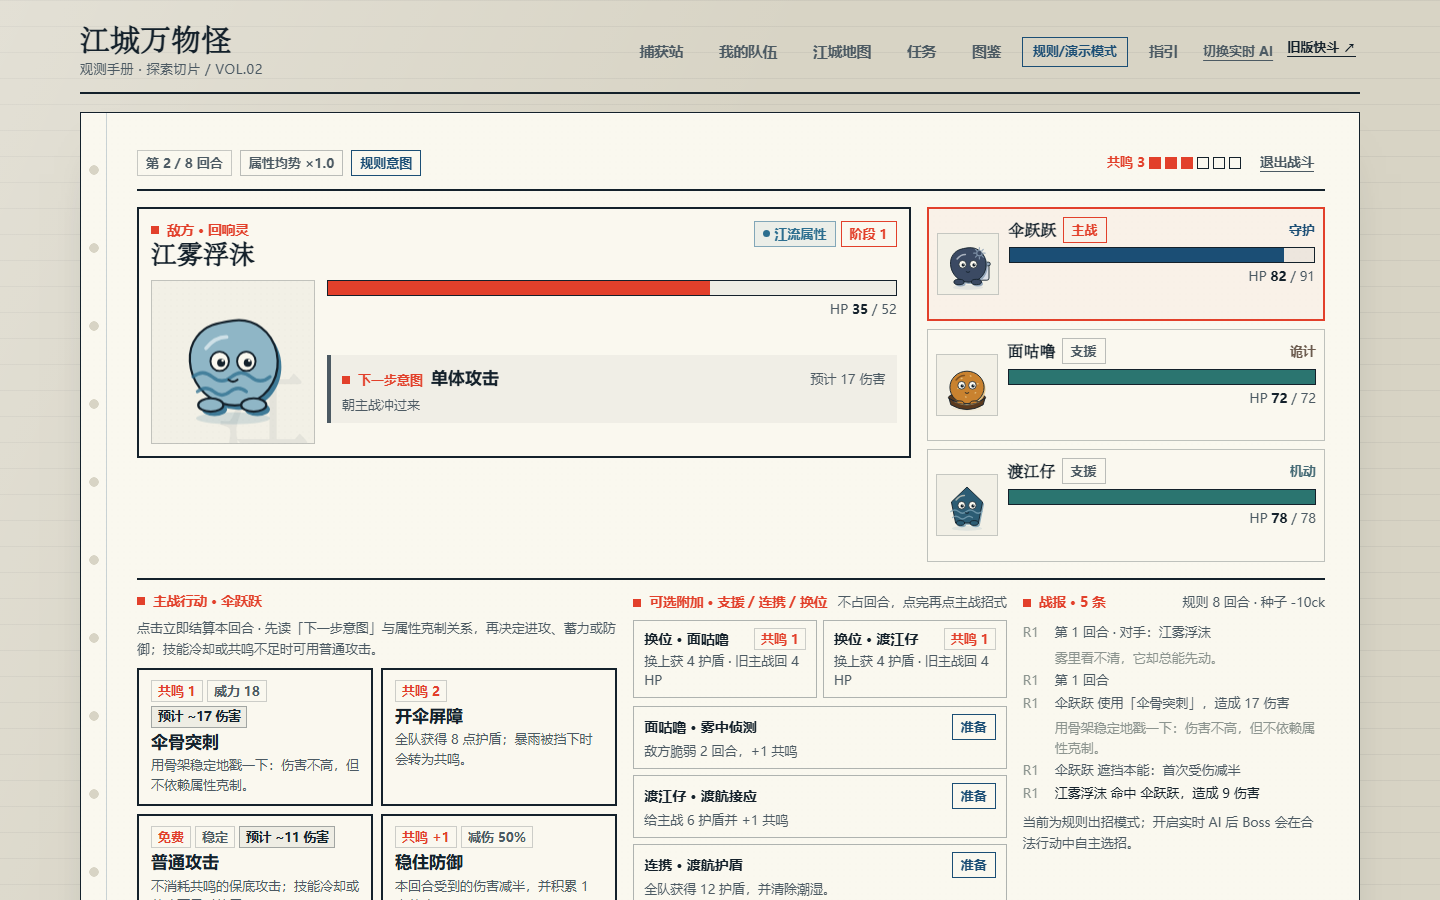 江城万物怪
观测手册 · 探索切片 / VOL.02
捕获站
我的队伍
江城地图
任务
图鉴
规则/演示模式
指引
切换实时 AI
旧版快斗 ↗
第 2 / 8 回合
属性均势 ×1.0
规则意图
共鸣 3
退出战斗
敌方 • 回响灵
江雾浮沫
江流属性
阶段 1
HP 35 / 52
下一步意图 单体攻击
预计 17 伤害
朝主战冲过来
伞跃跃 主战
守护
HP 82 / 91
面咕噜 支援
诡计
HP 72 / 72
渡江仔 支援
机动
HP 78 / 78
主战行动 • 伞跃跃
点击立即结算本回合 · 先读「下一步意图」与属性克制关系，再决定进攻、蓄力或防
御；技能冷却或共鸣不足时可用普通攻击。
共鸣 1 威力 18
预计 ~17 伤害
伞骨突刺
用骨架稳定地戳一下：伤害不高，但
不依赖属性克制。
共鸣 2
开伞屏障
全队获得 8 点护盾；暴雨被挡下时
会转为共鸣。
免费 稳定 预计 ~11 伤害
普通攻击
不消耗共鸣的保底攻击；技能冷却或
共鸣 +1 减伤 50%
稳住防御
本回合受到的伤害减半，并积累 1
可选附加 • 支援 / 连携 / 换位
不占回合，点完再点主战招式
换位 • 面咕噜 共鸣 1
换上获 4 护盾 · 旧主战回 4
HP
换位 • 渡江仔 共鸣 1
换上获 4 护盾 · 旧主战回 4
HP
面咕噜 • 雾中侦测 准备
敌方脆弱 2 回合，+1 共鸣
渡江仔 • 渡航接应 准备
给主战 6 护盾并 +1 共鸣
连携 • 渡航护盾 准备
全队获得 12 护盾，并清除潮湿。
战报 • 5 条
规则 8 回合 · 种子 -10ck
R1 第 1 回合 · 对手：江雾浮沫
雾里看不清，它却总能先动。
R1 第 1 回合
R1 伞跃跃 使用「伞骨突刺」，造成 17 伤害
用骨架稳定地戳一下：伤害不高，但不依赖属
性克制。
R1 伞跃跃 遮挡本能：首次受伤减半
R1 江雾浮沫 命中 伞跃跃，造成 9 伤害
当前为规则出招模式；开启实时 AI 后 Boss 会在合
法行动中自主选招。